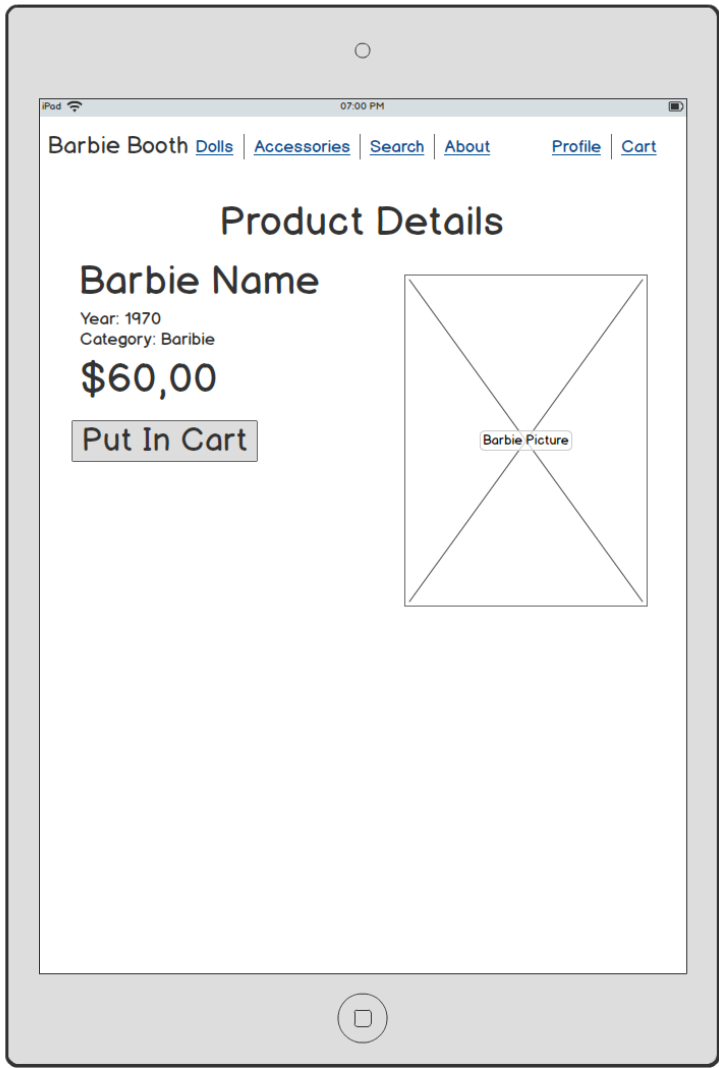 iPad 07:00 PM
Barbie Booth Dolls Accessories Search About Profile Cart
Product Details
Barbie Name
Year: 1970
Category: Baribie
$60,00
Put In Cart
Barbie Picture